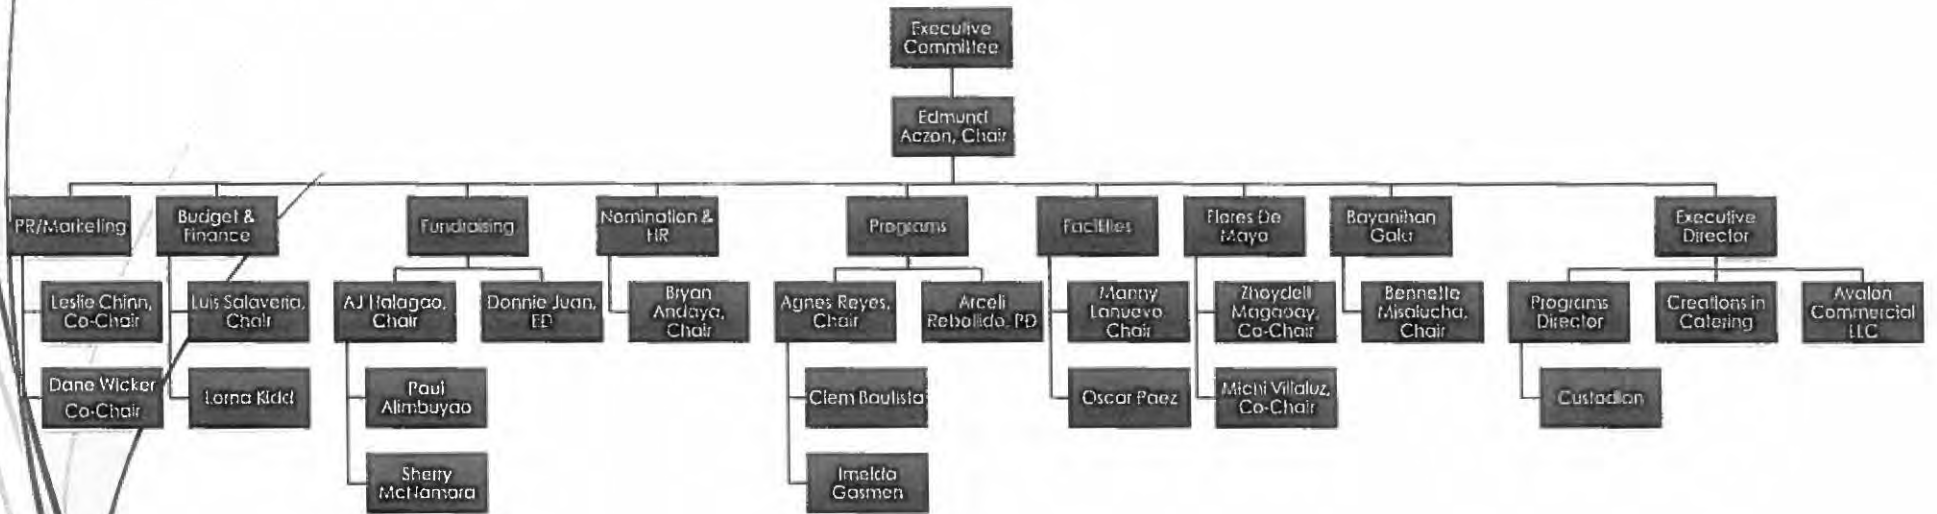 Executive
Committee
Edmund
Aczon, Chair
PR/Marketing
Budget &
Finance
Fundraising
Nomination &
HR
Programs
Facilities
Flores De
Mayo
Bayanihan
Gala
Executive
Director
Leslie Chinn,
Co-Chair
Luis Salaveria,
Chair
AJ Halagao,
Chair
Donnie Juan,
ED
Bryan
Andaya,
Chair
Agnes Reyes,
Chair
Arceli
Rebollido, PD
Manny
Lanuevo,
Chair
Zhoydell
Magaoay,
Co-Chair
Bennette
Misalucha,
Chair
Programs
Director
Creations in
Catering
Avalon
Commercial
LLC
Dane Wicker
Co-Chair
Lorna Kidd
Paul
Alimbuyao
Clem Bautista
Oscar Paez
Michi Villaluz,
Co-Chair
Custodian
Sherry
McNamara
Imelda
Gasmen